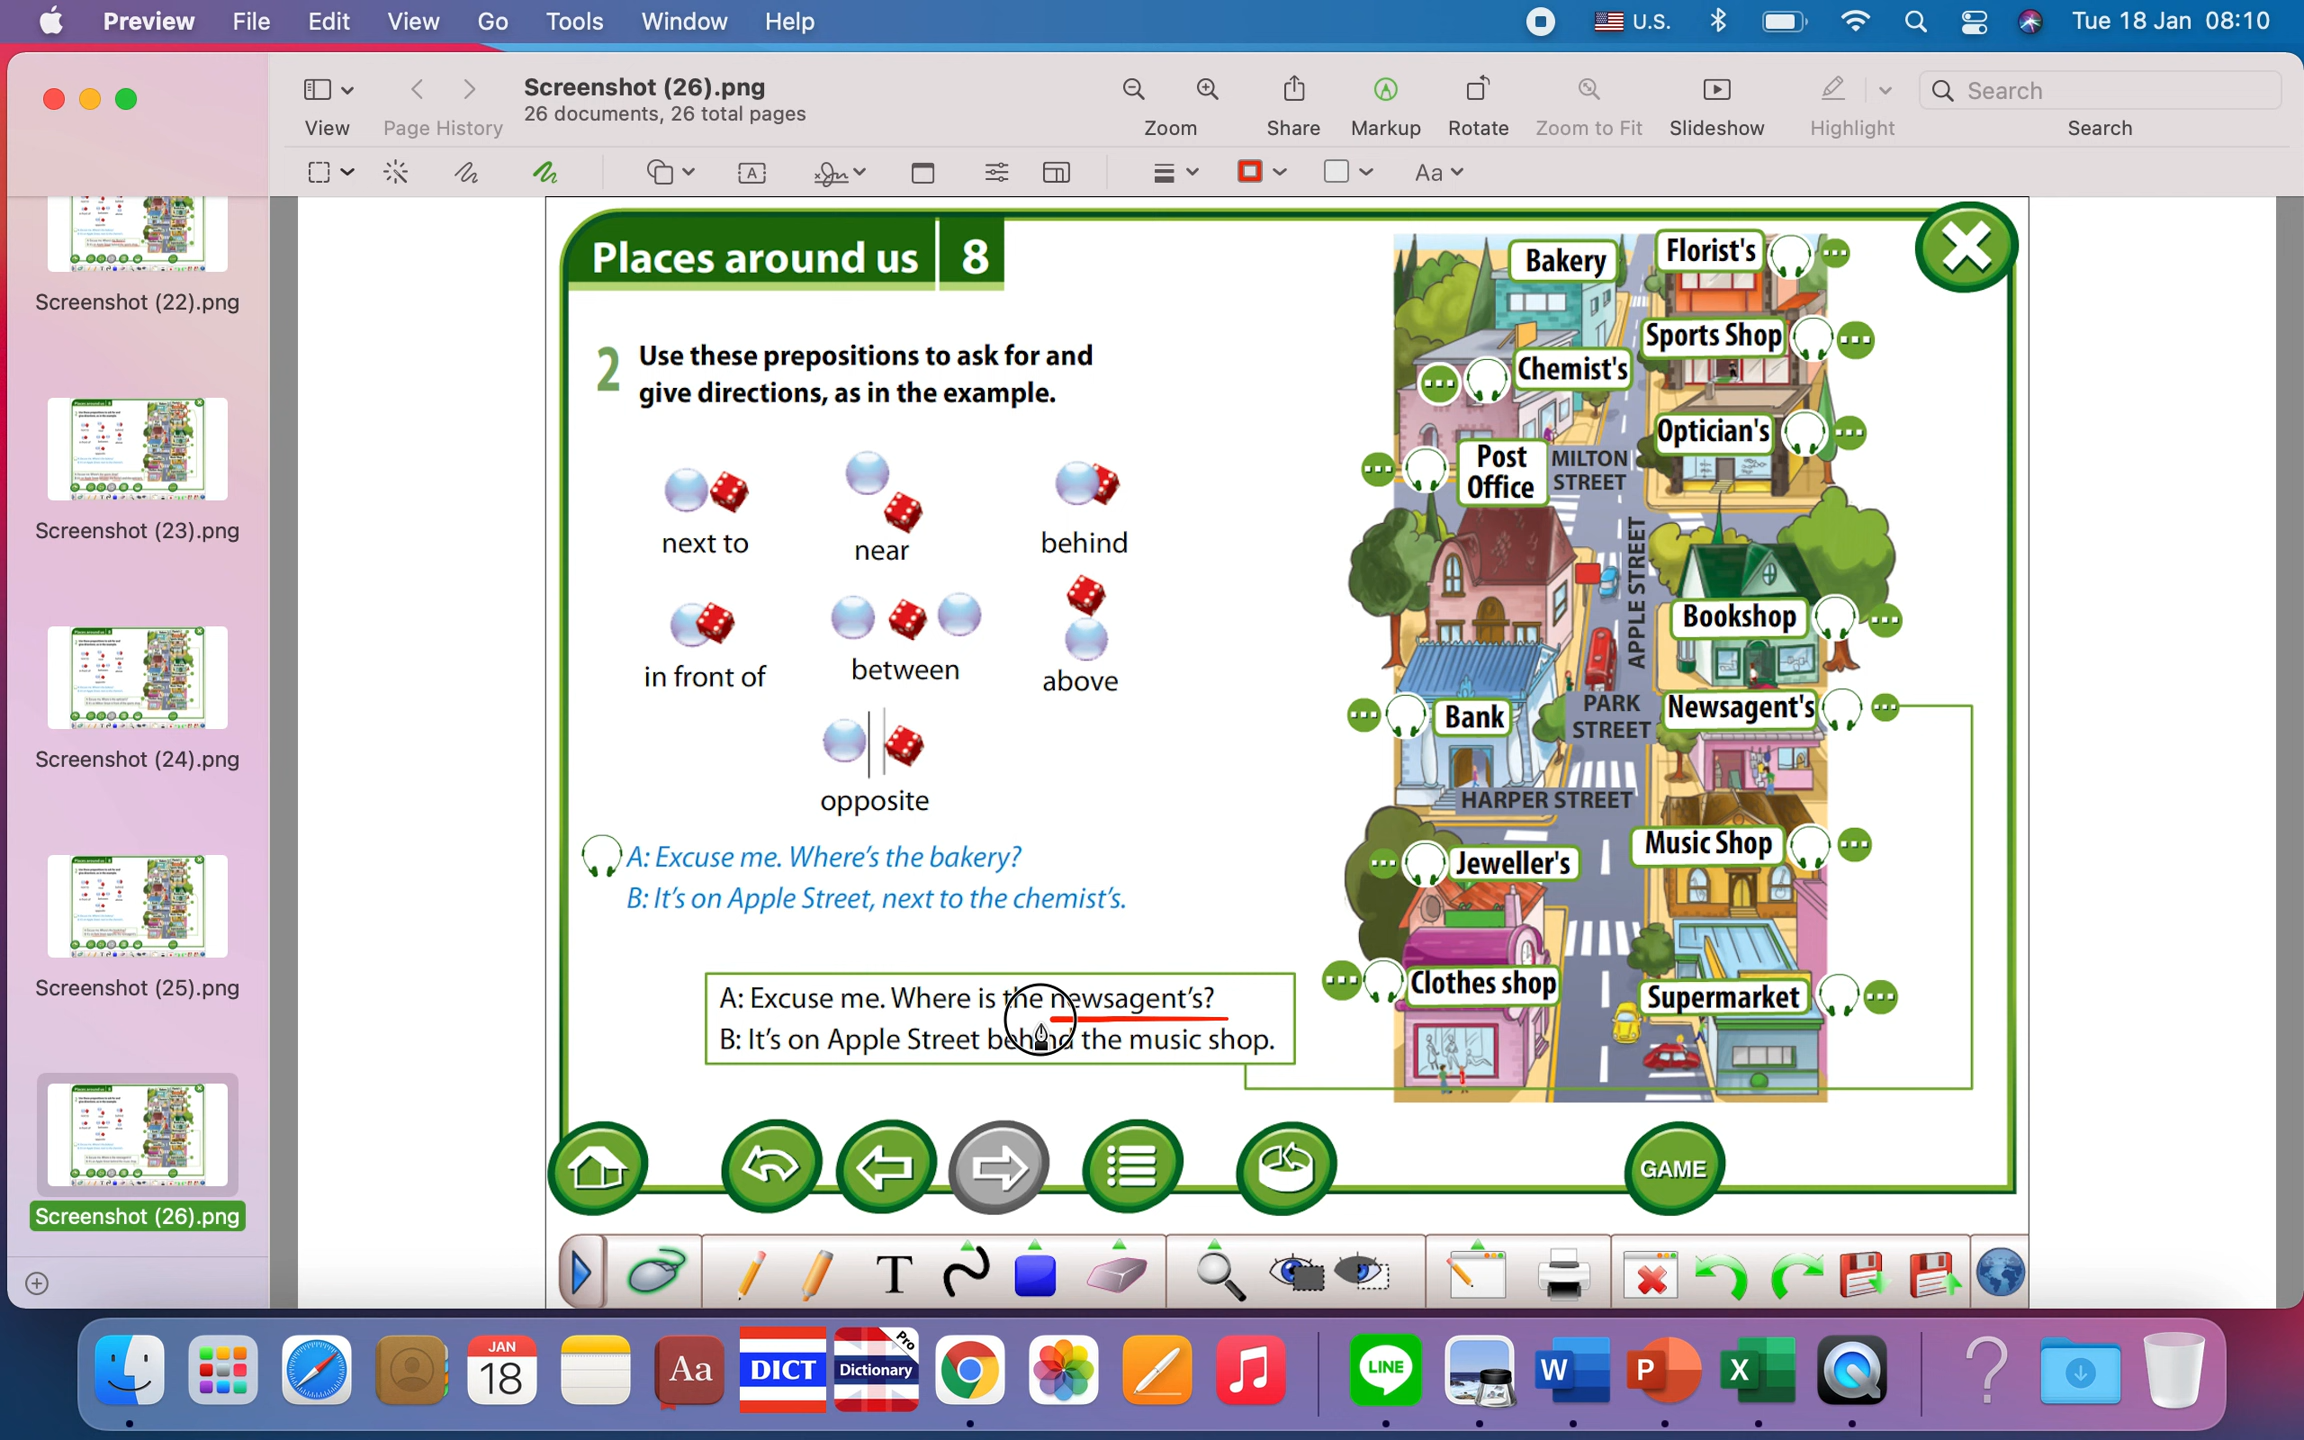 Preview File Edit View Go Tools Window Help
U.S. Tue 18 Jan 08:10
Screenshot (26).png
26 documents, 26 total pages
Search
View Page History Zoom Share Markup Rotate Zoom to Fit Slideshow Highlight Search
A Aa
Screenshot (22).png
Screenshot (23).png
Screenshot (24).png
Screenshot (25).png
Screenshot (26).png
Places around us 8
2 Use these prepositions to ask for and
give directions, as in the example.
next to near behind
in front of between above
opposite
A: Excuse me. Where's the bakery?
B: It's on Apple Street, next to the chemist's.
A: Excuse me. Where is the newsagent's?
B: It's on Apple Street behind the music shop.
Bakery
Florist's
Sports Shop
Chemist's
Optician's
Post
Office
MILTON
STREET
APPLE STREET
Bookshop
Bank
PARK
STREET
Newsagent's
HARPER STREET
Music Shop
Jeweller's
Clothes shop
Supermarket
GAME
T
JAN
18
Aa
DICT
Dictionary
Pro
LINE
W
P
X